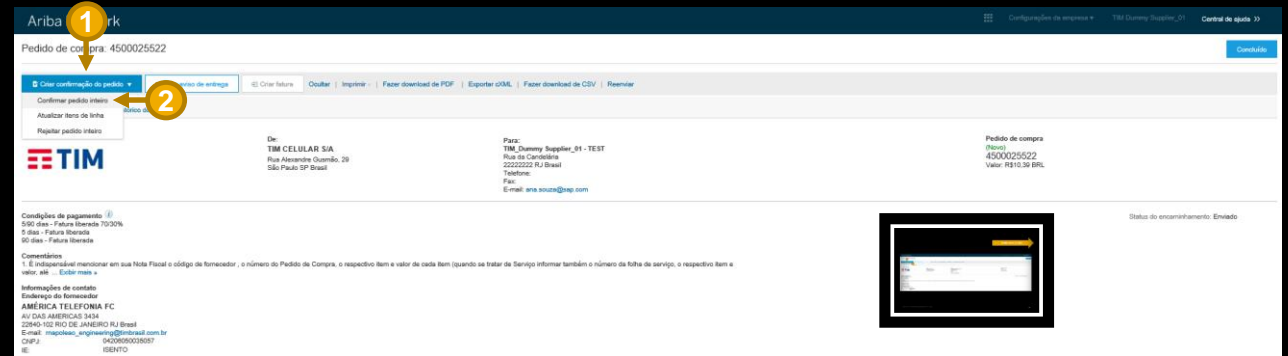 Ariba rk
Configurações da empresa
TIM Dummy Supplier_01
Central de ajuda
1
Pedido de compra: 4500025522
Concluído
Criar confirmação do pedido
aviso de entrega
Criar fatura
Ocultar | Imprimir | Fazer download de PDF | Exportar cXML | Fazer download de CSV | Reenviar
Confirmar pedido inteiro
2
Atualizar itens de linha
Rejeitar pedido inteiro
TIM
De:
TIM CELULAR S/A
Rua Alexandre Gusmão, 29
São Paulo SP Brasil
Para:
TIM_Dummy Supplier_01 - TEST
Rua da Candelária
22222222 RJ Brasil
Telefone:
Fax:
E-mail: ana.souza@sap.com
Pedido de compra
(Novo)
4500025522
Valor: R$10,39 BRL
Condições de pagamento
5/90 dias - Fatura liberada 70/30%
5 dias - Fatura liberada
90 dias - Fatura liberada
Status do encaminhamento: Enviado
Comentários
1. É indispensável mencionar em sua Nota Fiscal o código de fornecedor , o número do Pedido de Compra, o respectivo item e valor de cada item (quando se tratar de Serviço informar também o número da folha de serviço, o respectivo item e
valor, até ... Exibir mais »
Informações de contato
Endereço do fornecedor
AMÉRICA TELEFONIA FC
AV DAS AMERICAS 3434
22640-102 RIO DE JANEIRO RJ Brasil
E-mail: mapoleao_engineering@timbrasil.com.br
CNPJ: 04206050038057
IE: ISENTO